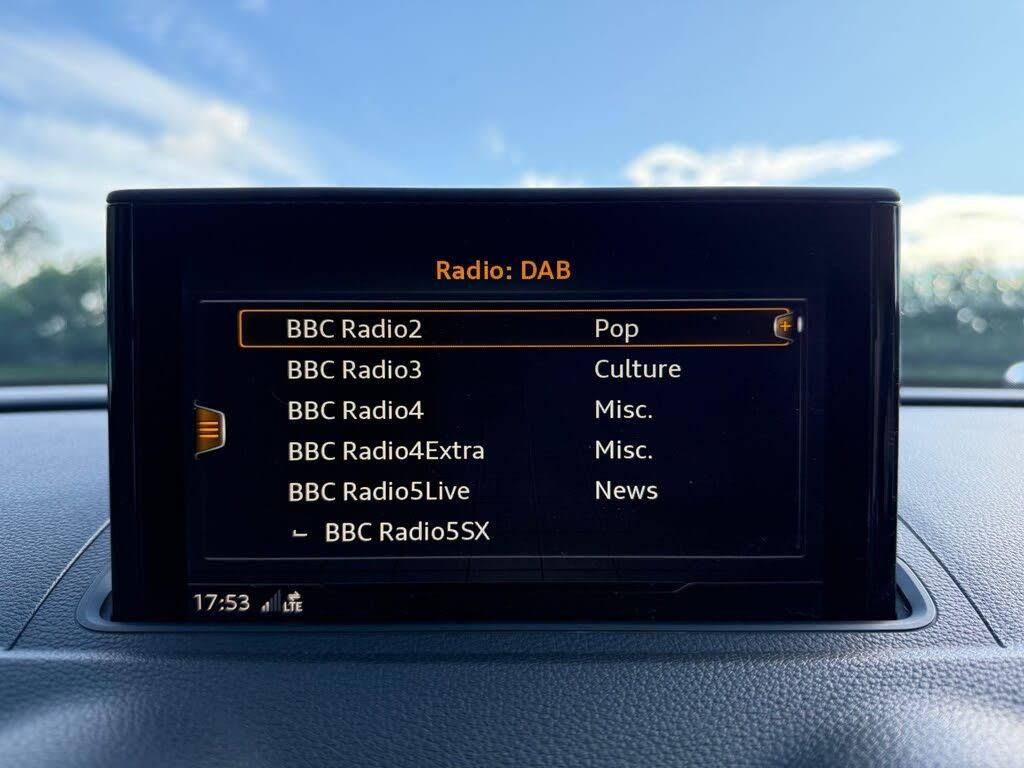 Radio: DAB
BBC Radio2 Pop
BBC Radio3 Culture
BBC Radio4 Misc.
BBC Radio4Extra Misc.
BBC Radio5Live News
BBC Radio5SX
17:53 LTE